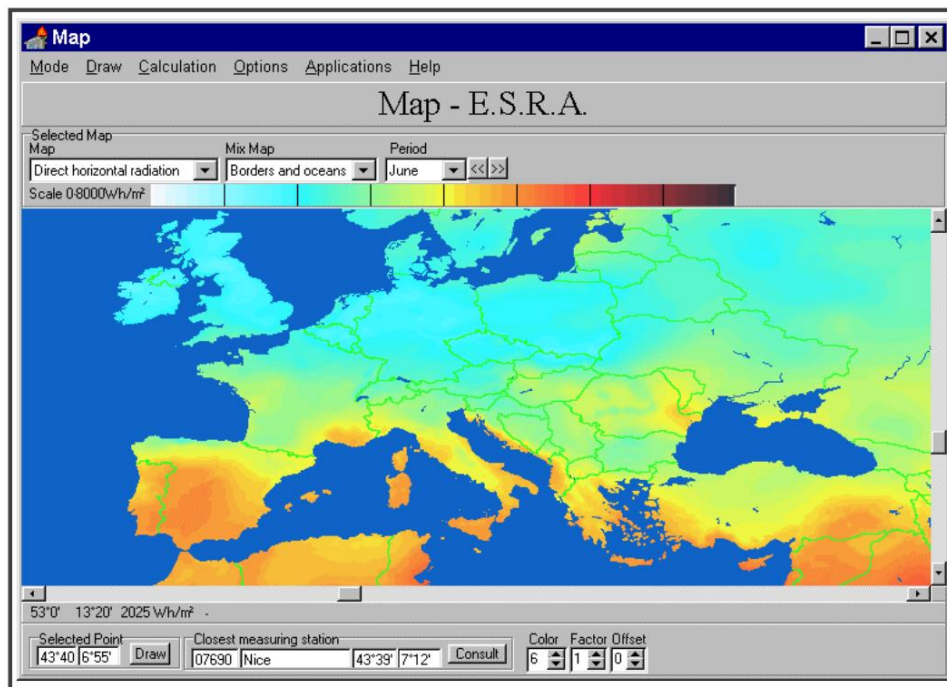 Map
Mode Draw Calculation Options Applications Help
Map - E.S.R.A.
Selected Map
Map Mix Map Period
Direct horizontal radiation Borders and oceans June << >>
Scale 0-8000Wh/m²
53°0' 13°20' 2025 Wh/m² -
Selected Point Closest measuring station Color Factor Offset
43°40 6°55' Draw 07690 Nice 43°39' 7°12' Consult 6 1 0